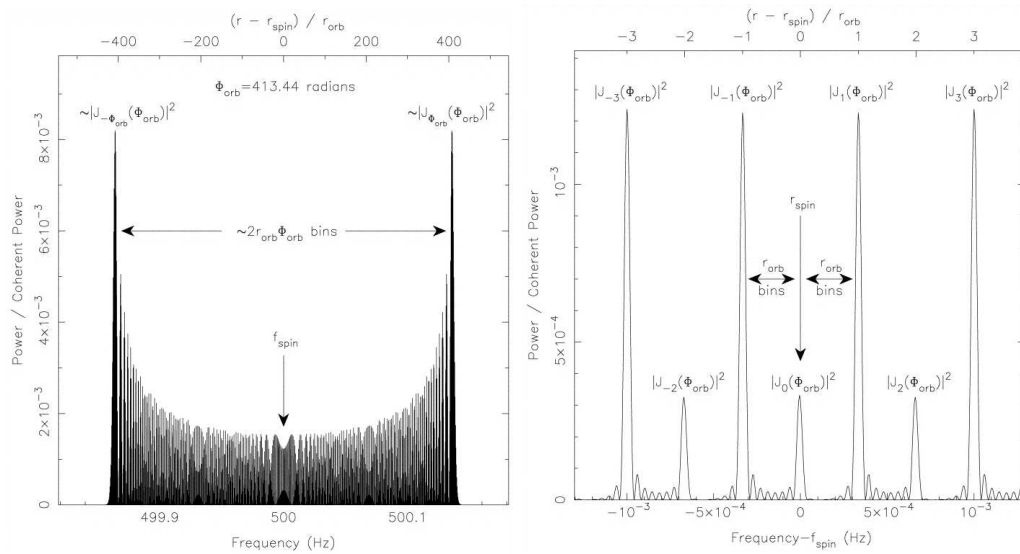 (r − r_spin) / r_orb
−400 −200 0 200 400
Φ_orb=413.44 radians
~|J_−Φ_orb(Φ_orb)|²
~|J_Φ_orb(Φ_orb)|²
~2r_orbΦ_orb bins
f_spin
Power / Coherent Power
0 2×10⁻³ 4×10⁻³ 6×10⁻³ 8×10⁻³
499.9 500 500.1
Frequency (Hz)
(r − r_spin) / r_orb
−3 −2 −1 0 1 2 3
|J_−3(Φ_orb)|²
|J_−1(Φ_orb)|²
|J_1(Φ_orb)|²
|J_3(Φ_orb)|²
r_spin
r_orb
bins
r_orb
bins
|J_−2(Φ_orb)|²
|J_0(Φ_orb)|²
|J_2(Φ_orb)|²
Power / Coherent Power
0 5×10⁻⁴ 10⁻³
−10⁻³ −5×10⁻⁴ 0 5×10⁻⁴ 10⁻³
Frequency−f_spin (Hz)